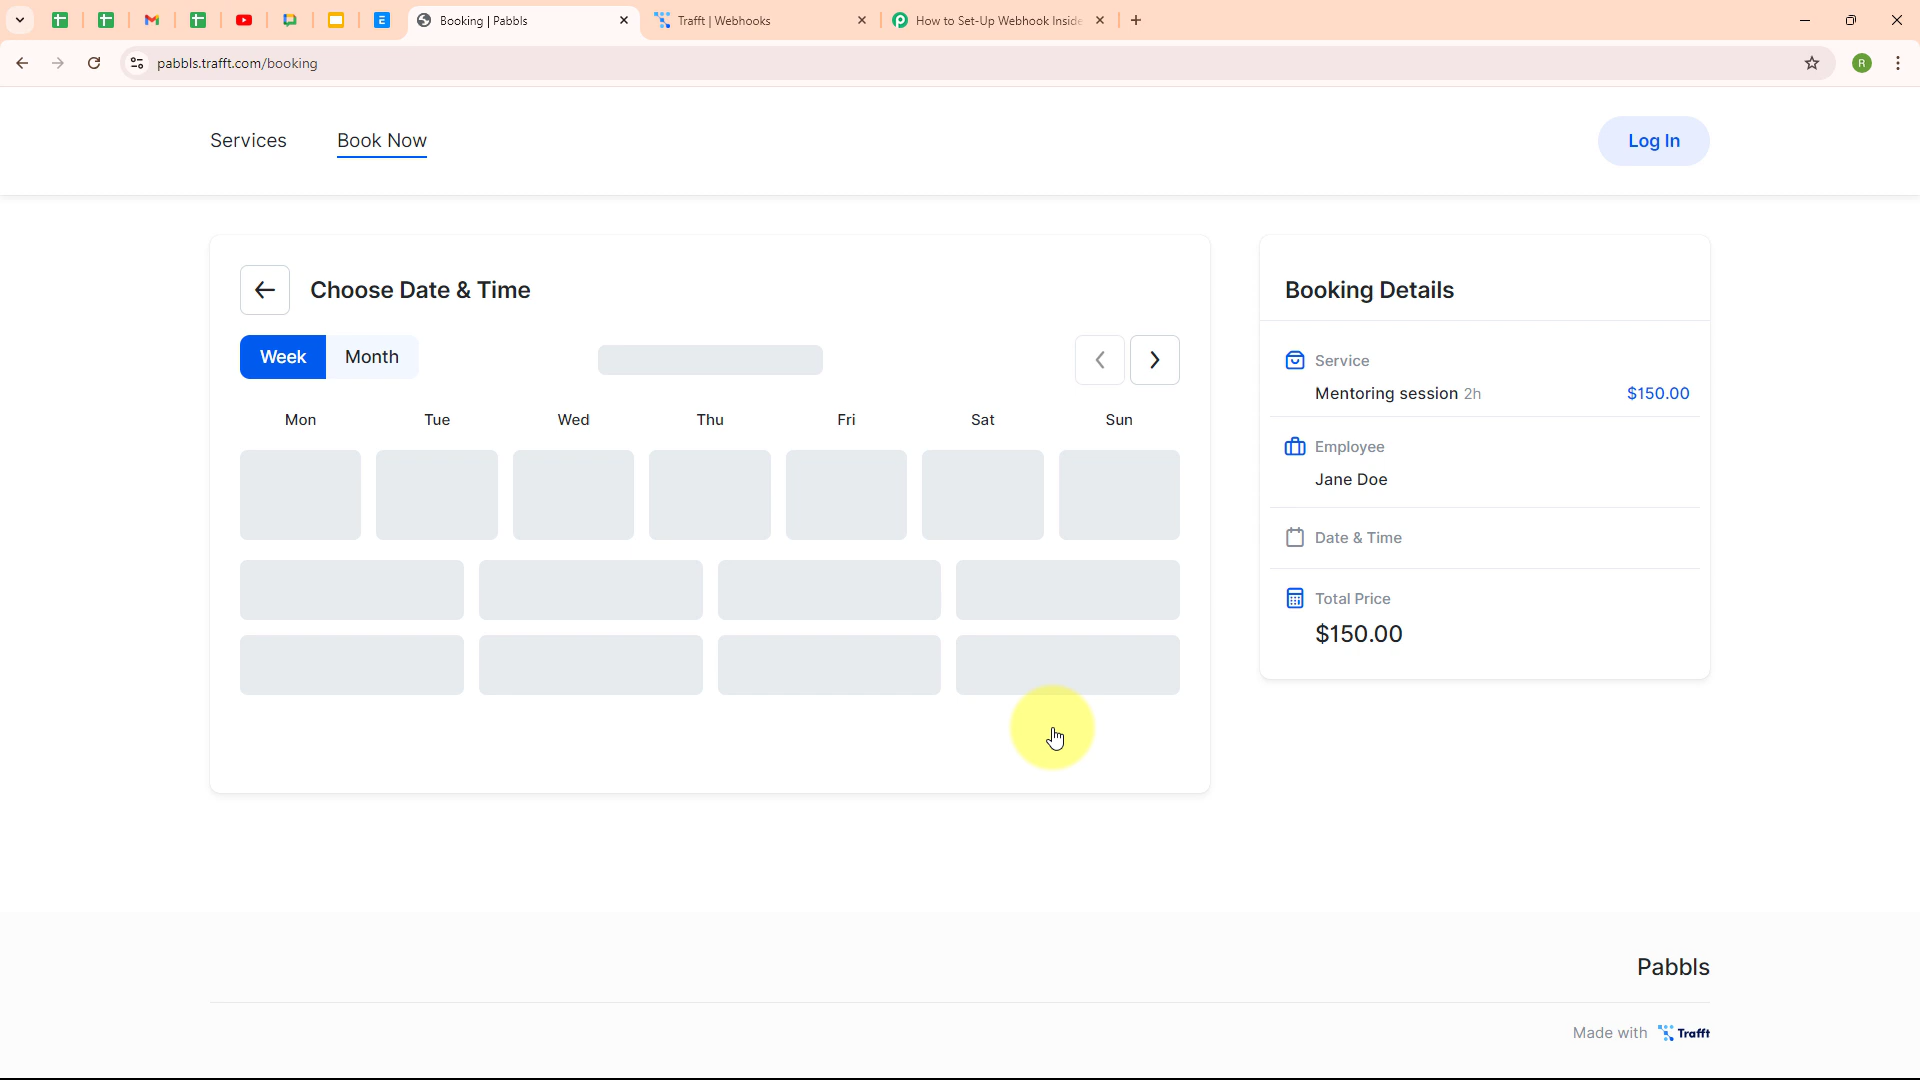 Booking | Pabbls
Trafft | Webhooks
How to Set-Up Webhook Inside
pabbls.trafft.com/booking
R
Services
Book Now
Log In
Choose Date & Time
Week
Month
Mon
Tue
Wed
Thu
Fri
Sat
Sun
Booking Details
Service
Mentoring session 2h
$150.00
Employee
Jane Doe
Date & Time
Total Price
$150.00
Pabbls
Made with Trafft